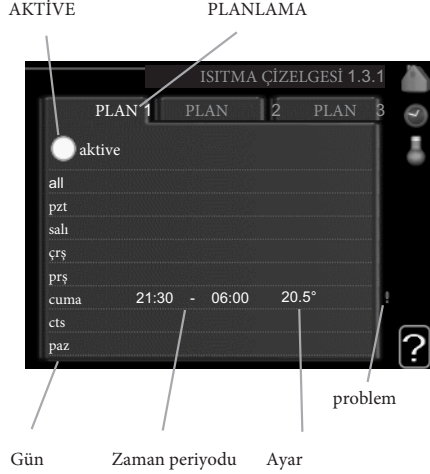 AKTİVE PLANLAMA
ISITMA ÇİZELGESİ 1.3.1
PLAN 1 PLAN 2 PLAN 3
aktive
all
pzt
salı
çrş
prş
cuma 21:30 - 06:00 20.5° !
cts
paz
?
problem
Gün Zaman periyodu Ayar